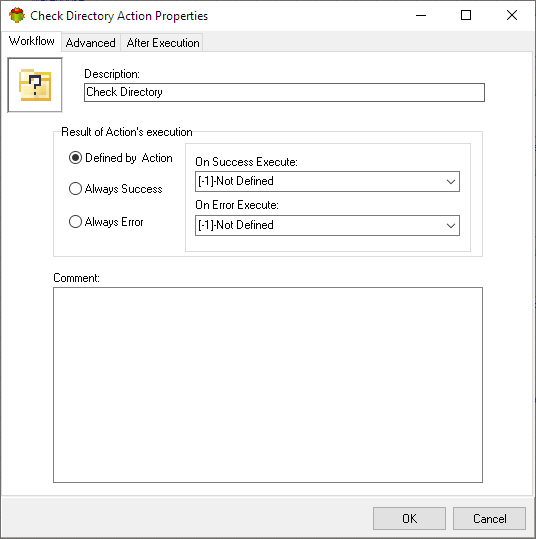 Check Directory Action Properties
Workflow Advanced After Execution
?
Description:
Check Directory
Result of Action's execution
Defined by Action
Always Success
Always Error
On Success Execute:
[-1]-Not Defined
On Error Execute:
[-1]-Not Defined
Comment:
OK Cancel